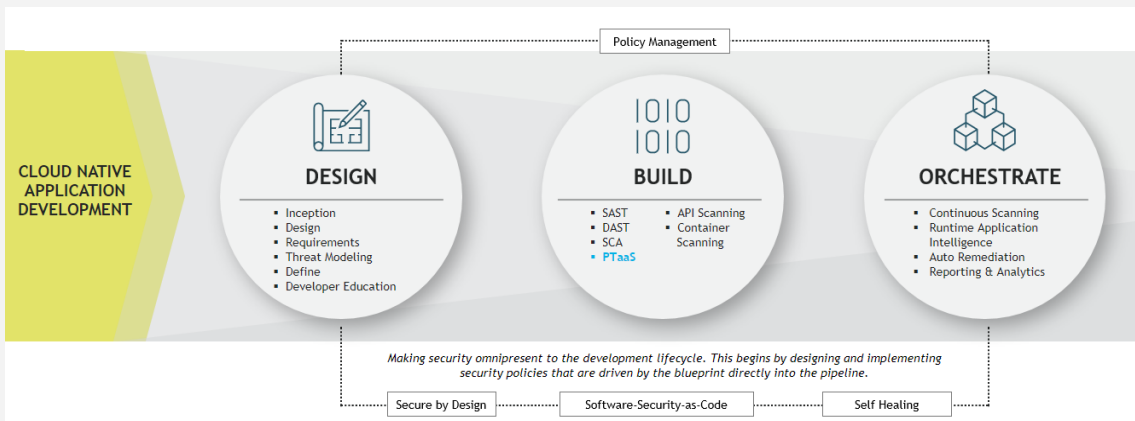 Policy Management
CLOUD NATIVE
APPLICATION
DEVELOPMENT
DESIGN
▪ Inception
▪ Design
▪ Requirements
▪ Threat Modeling
▪ Define
▪ Developer Education
BUILD
▪ SAST
▪ DAST
▪ SCA
▪ PTaaS
▪ API Scanning
▪ Container
Scanning
ORCHESTRATE
▪ Continuous Scanning
▪ Runtime Application
Intelligence
▪ Auto Remediation
▪ Reporting & Analytics
Making security omnipresent to the development lifecycle. This begins by designing and implementing
security policies that are driven by the blueprint directly into the pipeline.
Secure by Design
Software-Security-as-Code
Self Healing